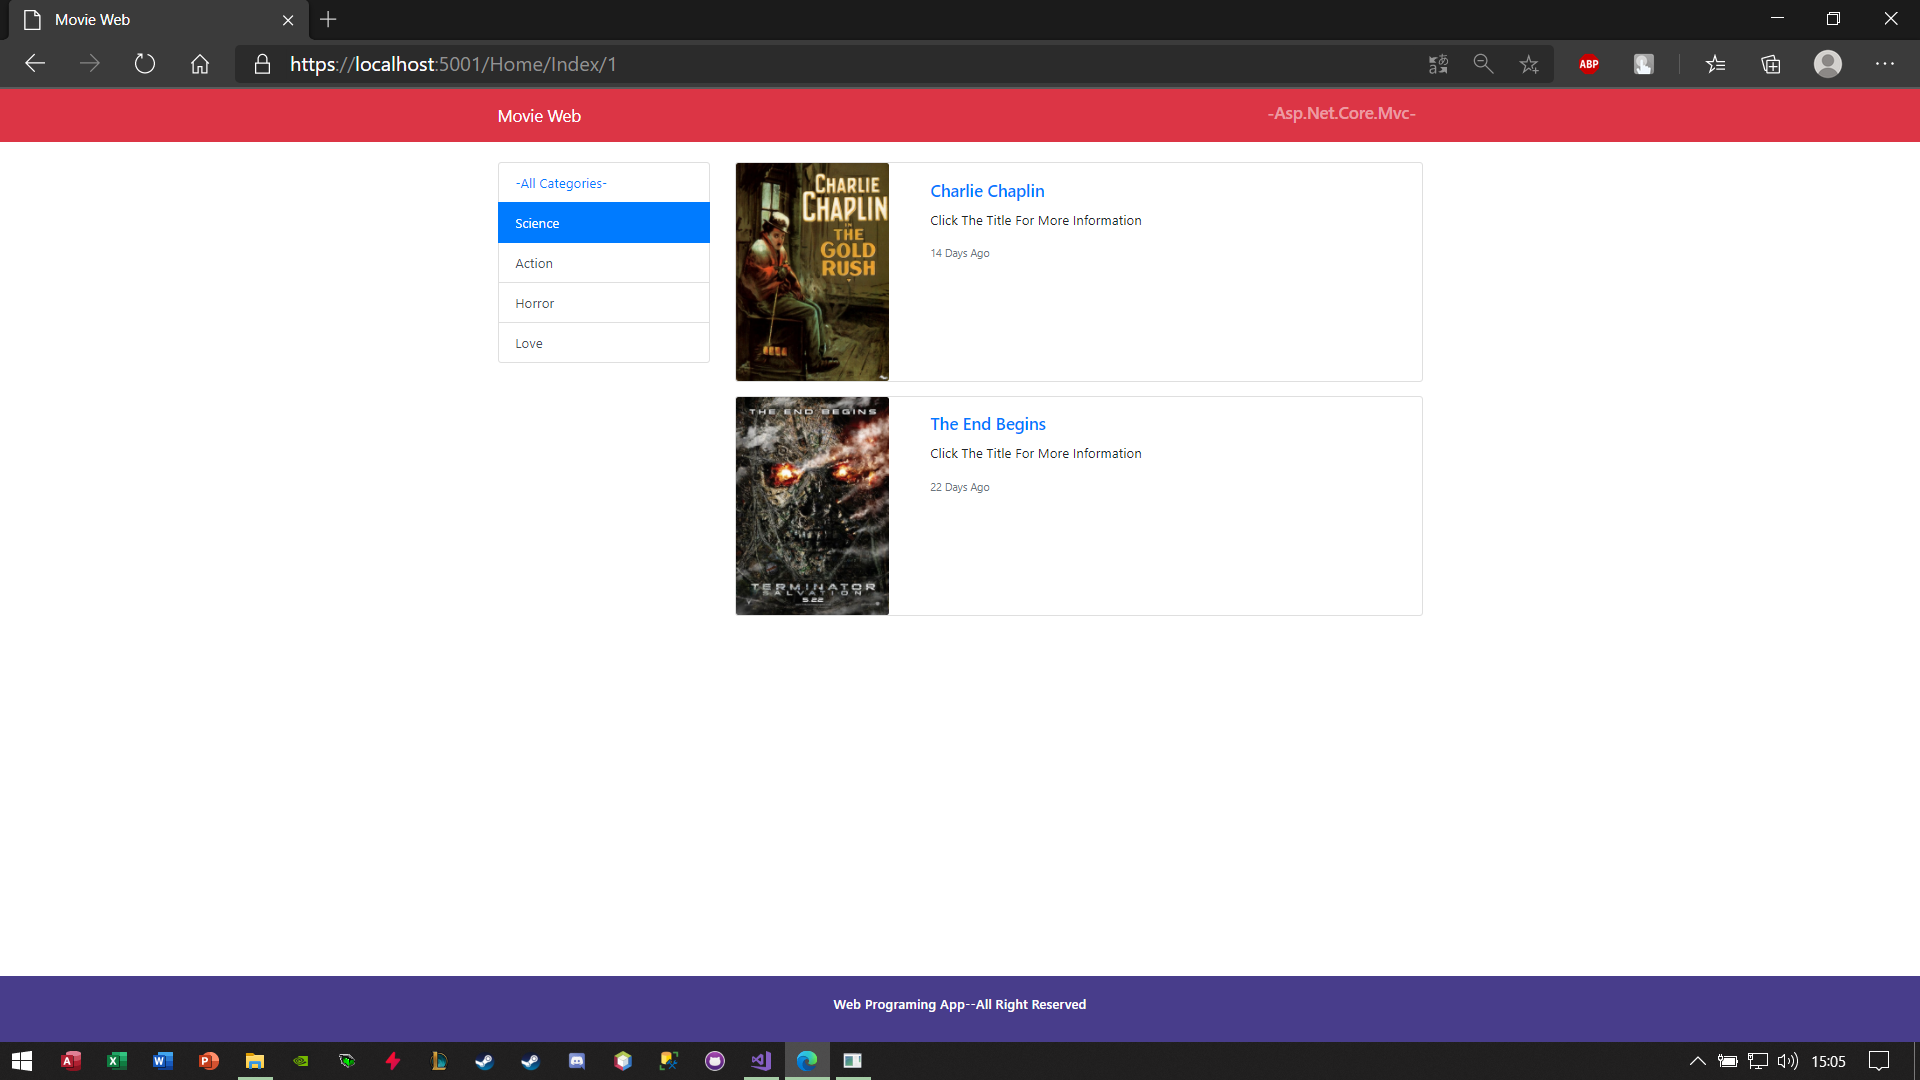 Movie Web
https://localhost:5001/Home/Index/1
ABP
Movie Web
-Asp.Net.Core.Mvc-
-All Categories-
Science
Action
Horror
Love
CHARLIE
CHAPLIN
IN
THE
GOLD
RUSH
Charlie Chaplin
Click The Title For More Information
14 Days Ago
THE END BEGINS
TERMINATOR
SALVATION
5.22
The End Begins
Click The Title For More Information
22 Days Ago
Web Programing App--All Right Reserved
15:05